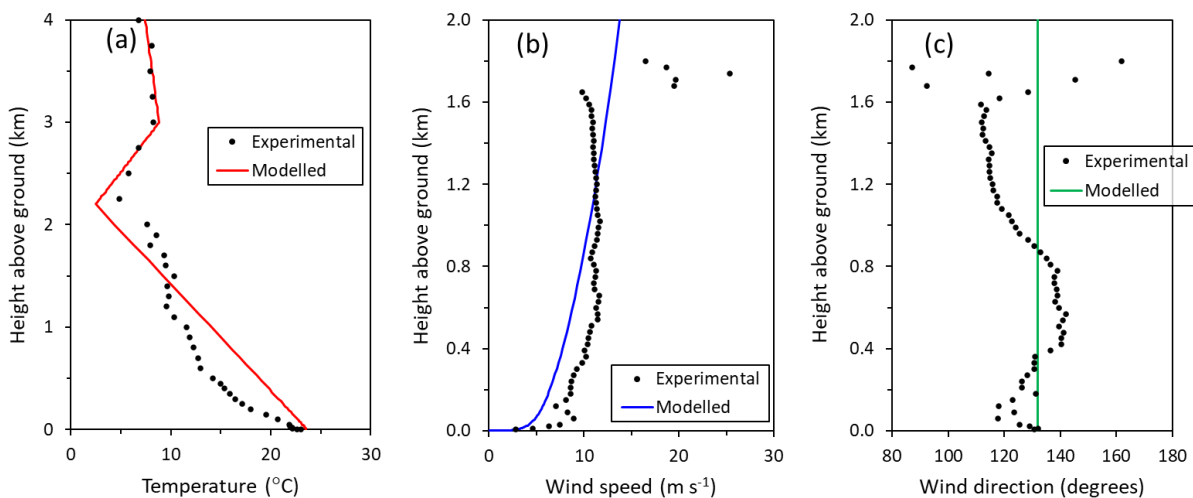 (a)
4
3
2
1
0
Height above ground (km)
0
10
20
30
Temperature (°C)
Experimental
Modelled
(b)
2.0
1.6
1.2
0.8
0.4
0.0
Height above ground (km)
0
10
20
30
Wind speed (m s⁻¹)
Experimental
Modelled
(c)
2.0
1.6
1.2
0.8
0.4
0.0
Height above ground (km)
80
100
120
140
160
180
Wind direction (degrees)
Experimental
Modelled